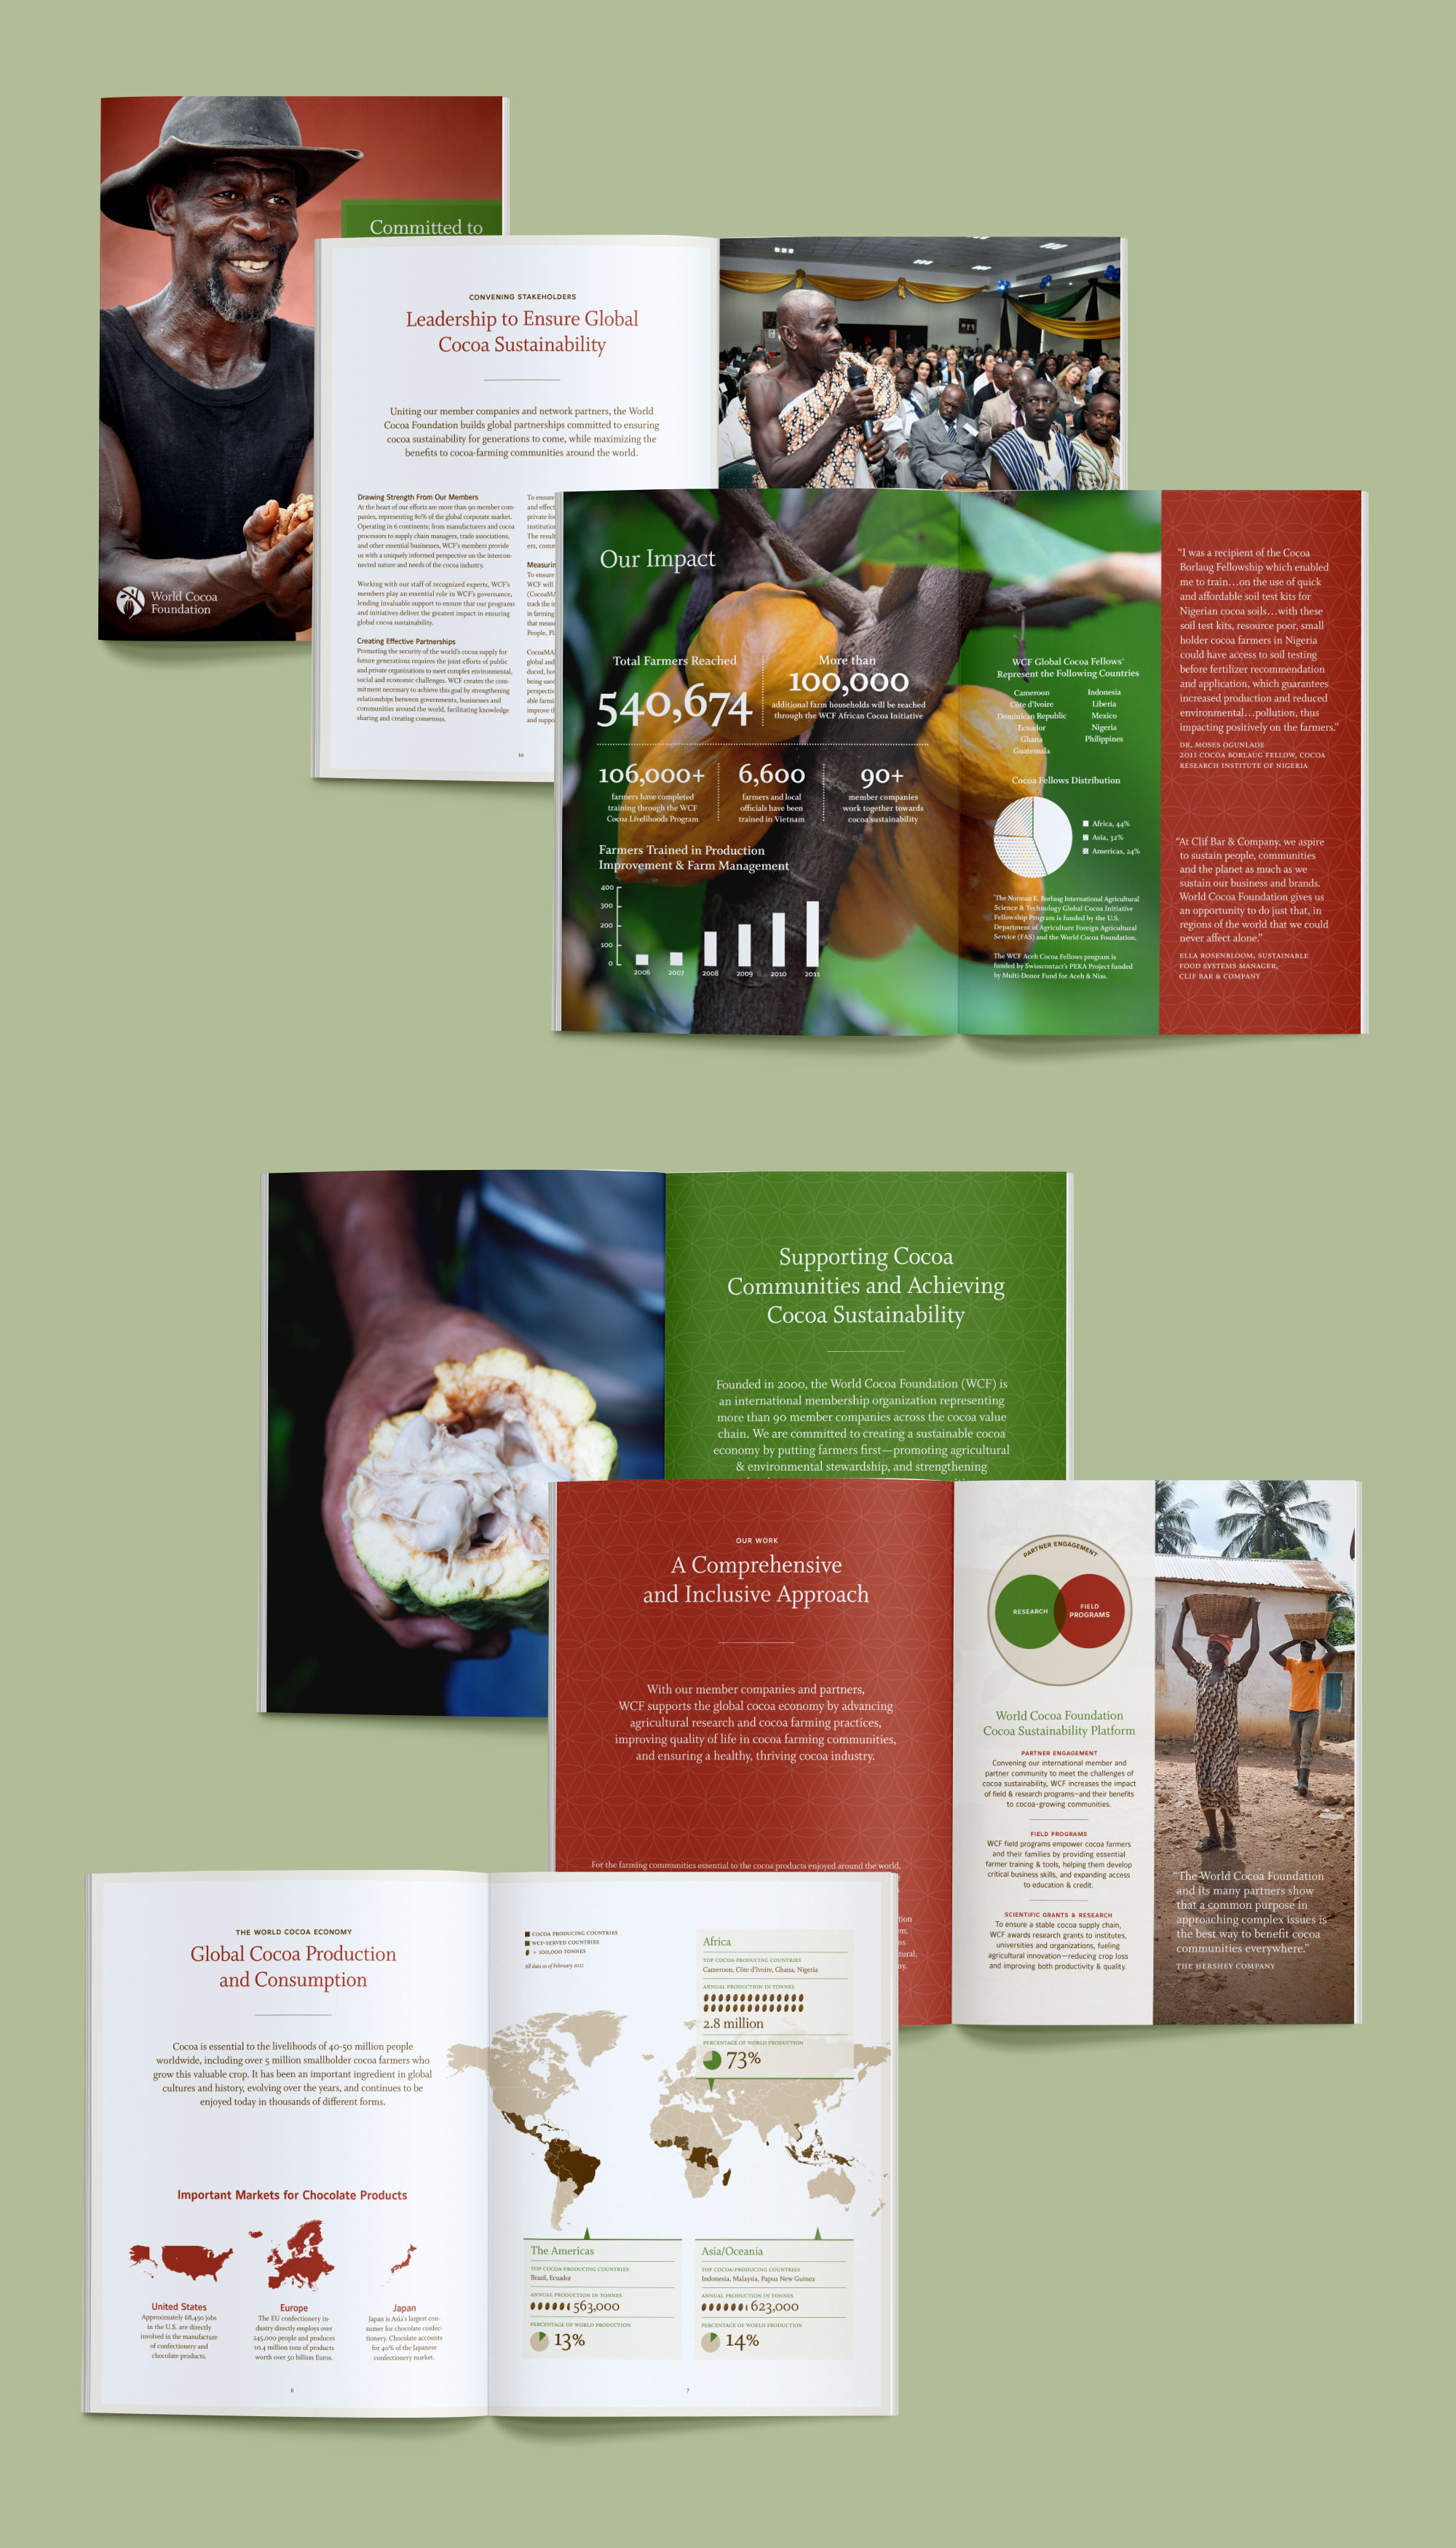 Committed to
World Cocoa
Foundation
CONVENING STAKEHOLDERS
Leadership to Ensure Global
Cocoa Sustainability
Uniting our member companies and network partners, the World
Cocoa Foundation builds global partnerships committed to ensuring
cocoa sustainability for generations to come, while maximizing the
benefits to cocoa-farming communities around the world.
Drawing Strength From Our Members
At the heart of our efforts are more than 90 member com-
panies, representing 80% of the global corporate market.
Operating in 6 continents; from manufacturers and cocoa
processors to supply chain managers, trade associations,
and other essential businesses, WCF's members provide
us with a uniquely informed perspective on the intercon-
nected nature and needs of the cocoa industry.
Working with our staff of recognized experts, WCF's
members play an essential role in WCF's governance,
lending invaluable support to ensure that our programs
and initiatives deliver the greatest impact in ensuring
global cocoa sustainability.
Creating Effective Partnerships
Promoting the security of the world's cocoa supply for
future generations requires the joint efforts of public
and private organizations to meet complex environmental,
social and economic challenges. WCF creates the com-
mitment necessary to achieve this goal by strengthening
relationships between governments, businesses and
communities around the world, facilitating knowledge
sharing and creating consensus.
To ensure
and effect
private fo
institution
The result
ers, comm
Measurin
To ensure
WCF will
(CocoaMA
track the i
in farming
that measu
People, Pl
CocoaMA
global and
duced, how
being used
perspectiv
able farmi
improve th
and suppo
10
Our Impact
Total Farmers Reached
540,674
More than
100,000
additional farm households will be reached
through the WCF African Cocoa Initiative
106,000+
farmers have completed
training through the WCF
Cocoa Livelihoods Program
6,600
farmers and local
officials have been
trained in Vietnam
90+
member companies
work together towards
cocoa sustainability
Farmers Trained in Production
Improvement & Farm Management
400
300
200
100
0
2006 2007 2008 2009 2010 2011
WCF Global Cocoa Fellows*
Represent the Following Countries
Cameroon
Côte d'Ivoire
Dominican Republic
Ecuador
Ghana
Guatemala
Indonesia
Liberia
Mexico
Nigeria
Philippines
Cocoa Fellows Distribution
Africa, 44%
Asia, 32%
Americas, 24%
*The Norman E. Borlaug International Agricultural
Science & Technology Global Cocoa Initiative
Fellowship Program is funded by the U.S.
Department of Agriculture Foreign Agricultural
Service (FAS) and the World Cocoa Foundation.
The WCF Aceh Cocoa Fellows program is
funded by Swisscontact's PEKA Project funded
by Multi-Donor Fund for Aceh & Nias.
"I was a recipient of the Cocoa
Borlaug Fellowship which enabled
me to train…on the use of quick
and affordable soil test kits for
Nigerian cocoa soils…with these
soil test kits, resource poor, small
holder cocoa farmers in Nigeria
could have access to soil testing
before fertilizer recommendation
and application, which guarantees
increased production and reduced
environmental…pollution, thus
impacting positively on the farmers."
DR. MOSES OGUNLADE
2011 COCOA BORLAUG FELLOW, COCOA
RESEARCH INSTITUTE OF NIGERIA
"At Clif Bar & Company, we aspire
to sustain people, communities
and the planet as much as we
sustain our business and brands.
World Cocoa Foundation gives us
an opportunity to do just that, in
regions of the world that we could
never affect alone."
ELLA ROSENBLOOM, SUSTAINABLE
FOOD SYSTEMS MANAGER,
CLIF BAR & COMPANY
Supporting Cocoa
Communities and Achieving
Cocoa Sustainability
Founded in 2000, the World Cocoa Foundation (WCF) is
an international membership organization representing
more than 90 member companies across the cocoa value
chain. We are committed to creating a sustainable cocoa
economy by putting farmers first—promoting agricultural
& environmental stewardship, and strengthening
OUR WORK
A Comprehensive
and Inclusive Approach
With our member companies and partners,
WCF supports the global cocoa economy by advancing
agricultural research and cocoa farming practices,
improving quality of life in cocoa farming communities,
and ensuring a healthy, thriving cocoa industry.
For the farming communities essential to the cocoa products enjoyed around the world,
PARTNER ENGAGEMENT
RESEARCH
FIELD
PROGRAMS
World Cocoa Foundation
Cocoa Sustainability Platform
PARTNER ENGAGEMENT
Convening our international member and
partner community to meet the challenges of
cocoa sustainability, WCF increases the impact
of field & research programs—and their benefits
to cocoa-growing communities.
FIELD PROGRAMS
WCF field programs empower cocoa farmers
and their families by providing essential
farmer training & tools, helping them develop
critical business skills, and expanding access
to education & credit.
SCIENTIFIC GRANTS & RESEARCH
To ensure a stable cocoa supply chain,
WCF awards research grants to institutes,
universities and organizations, fueling
agricultural innovation—reducing crop loss
and improving both productivity & quality.
"The World Cocoa Foundation
and its many partners show
that a common purpose in
approaching complex issues is
the best way to benefit cocoa
communities everywhere."
THE HERSHEY COMPANY
THE WORLD COCOA ECONOMY
Global Cocoa Production
and Consumption
Cocoa is essential to the livelihoods of 40-50 million people
worldwide, including over 5 million smallholder cocoa farmers who
grow this valuable crop. It has been an important ingredient in global
cultures and history, evolving over the years, and continues to be
enjoyed today in thousands of different forms.
Important Markets for Chocolate Products
United States
Approximately 68,450 jobs
in the U.S. are directly
involved in the manufacture
of confectionery and
chocolate products.
Europe
The EU confectionery in-
dustry directly employs over
245,000 people and produces
10.4 million tons of products
worth over 50 billion Euros.
Japan
Japan is Asia's largest con-
sumer for chocolate confec-
tionery. Chocolate accounts
for 40% of the Japanese
confectionery market.
6
COCOA PRODUCING COUNTRIES
WCF-SERVED COUNTRIES
= 100,000 TONNES
All data as of February 2012
Africa
TOP COCOA-PRODUCING COUNTRIES
Cameroon, Côte d'Ivoire, Ghana, Nigeria
ANNUAL PRODUCTION IN TONNES
2.8 million
PERCENTAGE OF WORLD PRODUCTION
73%
The Americas
TOP COCOA-PRODUCING COUNTRIES
Brazil, Ecuador
ANNUAL PRODUCTION IN TONNES
563,000
PERCENTAGE OF WORLD PRODUCTION
13%
Asia/Oceania
TOP COCOA-PRODUCING COUNTRIES
Indonesia, Malaysia, Papua New Guinea
ANNUAL PRODUCTION IN TONNES
623,000
PERCENTAGE OF WORLD PRODUCTION
14%
7